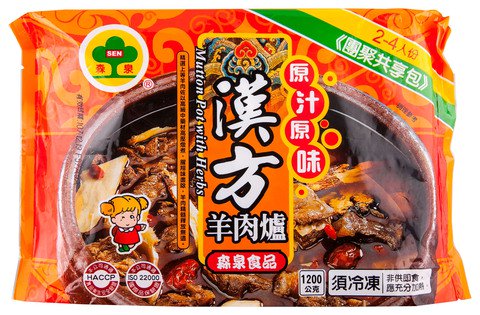 SEN
森泉
®
2-4人份
《團聚共享包》
原汁原味
漢方
羊肉爐
Mutton Pot with Herbs
森泉食品
HACCP
ISO 22000
1200
公克
須冷凍
非供即食,
應充分加熱。